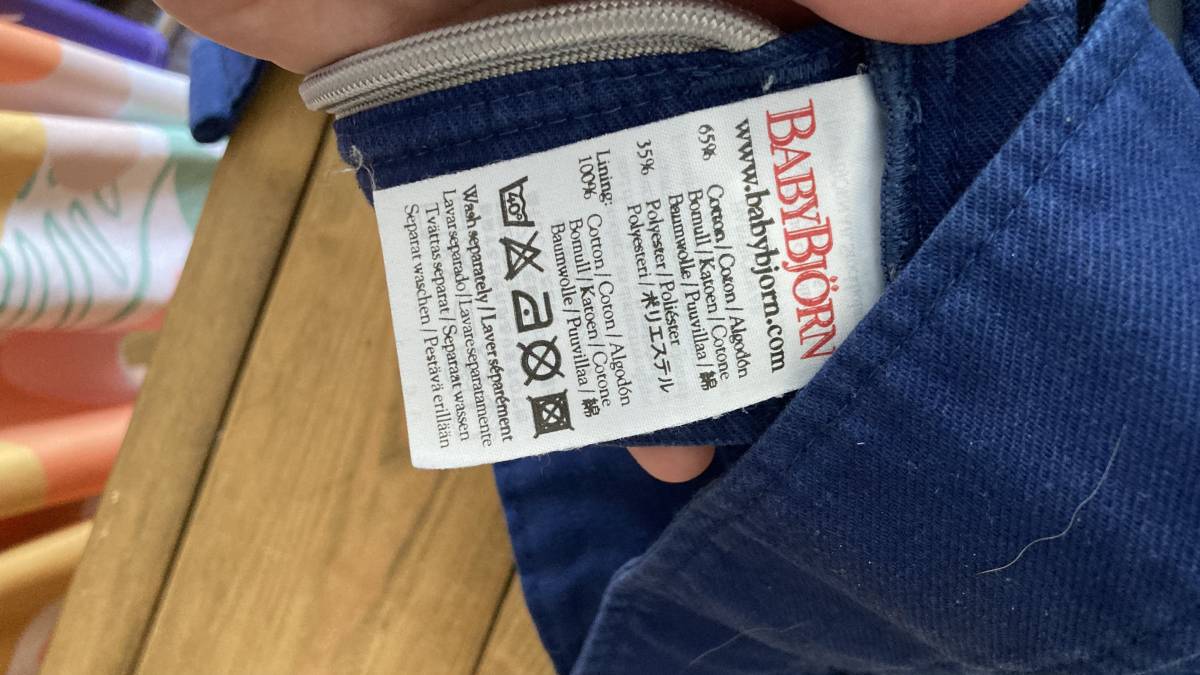 BABYBJÖRN
www.babybjorn.com
65% Cotton / Coton / Algodón
Bomull / Katoen / Cotone
Baumwolle / Puuvillaa / 綿
35% Polyester / Poliéster
Polyesteri / ポリエステル
Lining:
100% Cotton / Coton / Algodón
Bomull / Katoen / Cotone
Baumwolle / Puuvillaa / 綿
40°
Wash separately / Laver séparément
Lavar separado / Lavare separatamente
Tvättas separat / Separaat wassen
Separat waschen / Pestävä erillään